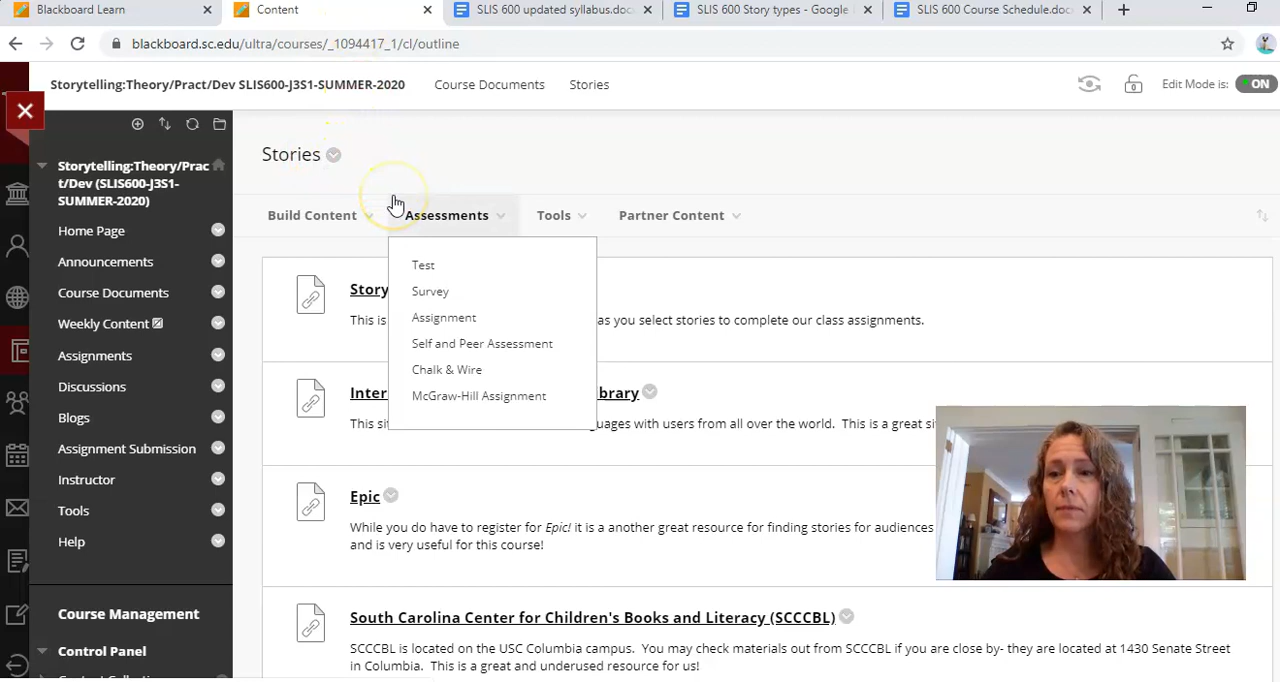 Blackboard Learn
Content
SLIS 600 updated syllabus.doc
SLIS 600 Story types - Google
SLIS 600 Course Schedule.doc
blackboard.sc.edu/ultra/courses/_1094417_1/cl/outline
Storytelling:Theory/Pract/Dev SLIS600-J3S1-SUMMER-2020
Course Documents
Stories
Edit Mode is:
ON
Storytelling:Theory/Prac
t/Dev (SLIS600-J3S1-
SUMMER-2020)
Home Page
Announcements
Course Documents
Weekly Content
Assignments
Discussions
Blogs
Assignment Submission
Instructor
Tools
Help
Course Management
Control Panel
Stories
Build Content
Assessments
Tools
Partner Content
Test
Survey
Assignment
Self and Peer Assessment
Chalk & Wire
McGraw-Hill Assignment
Story
This is as you select stories to complete our class assignments.
Inter brary
This si guages with users from all over the world. This is a great si
Epic
While you do have to register for Epic! it is a another great resource for finding stories for audiences
and is very useful for this course!
South Carolina Center for Children's Books and Literacy (SCCCBL)
SCCCBL is located on the USC Columbia campus. You may check materials out from SCCCBL if you are close by- they are located at 1430 Senate Street
in Columbia. This is a great and underused resource for us!